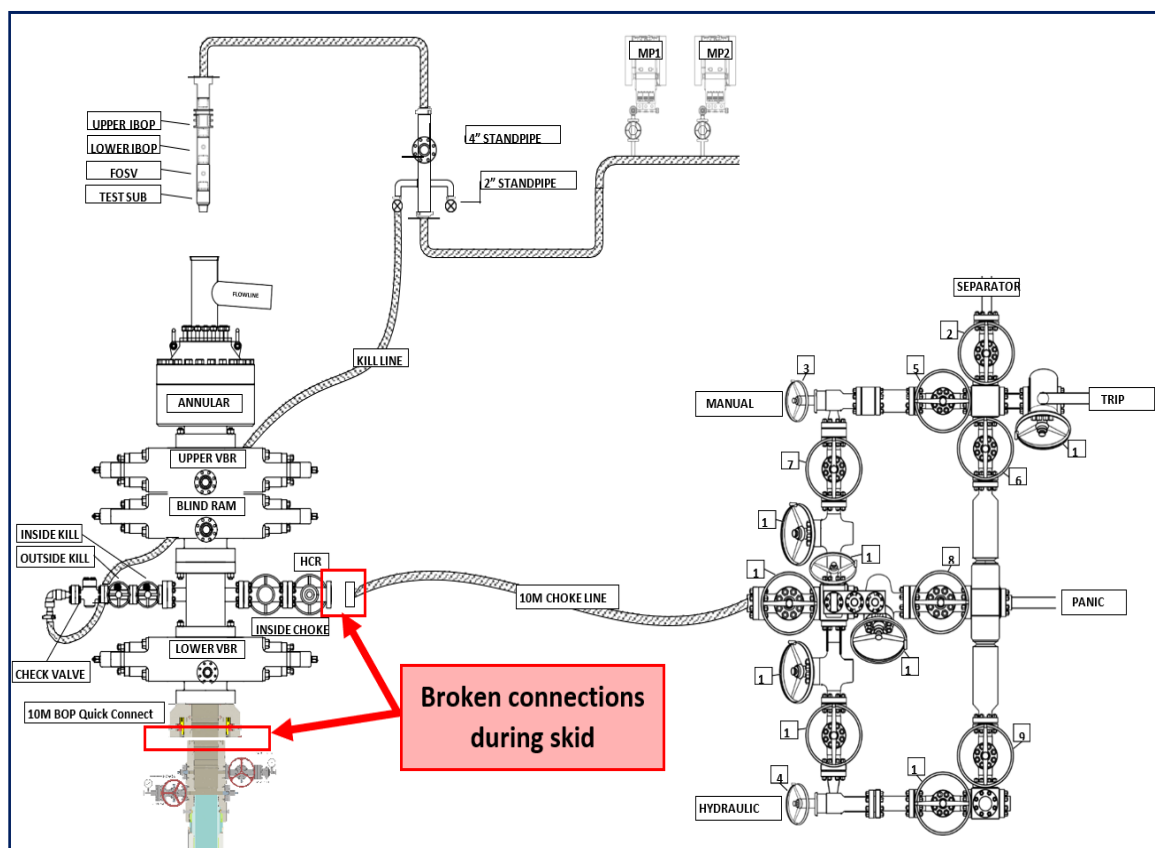 MP1
MP2
UPPER IBOP
LOWER IBOP
FOSV
TEST SUB
4” STANDPIPE
2” STANDPIPE
FLOWLINE
KILL LINE
ANNULAR
UPPER VBR
BLIND RAM
INSIDE KILL
OUTSIDE KILL
HCR
INSIDE CHOKE
10M CHOKE LINE
LOWER VBR
CHECK VALVE
10M BOP Quick Connect
Broken connections
during skid
SEPARATOR
2
3
5
MANUAL
TRIP
1
7
6
1
1
1
8
PANIC
1
1
1
9
4
1
HYDRAULIC